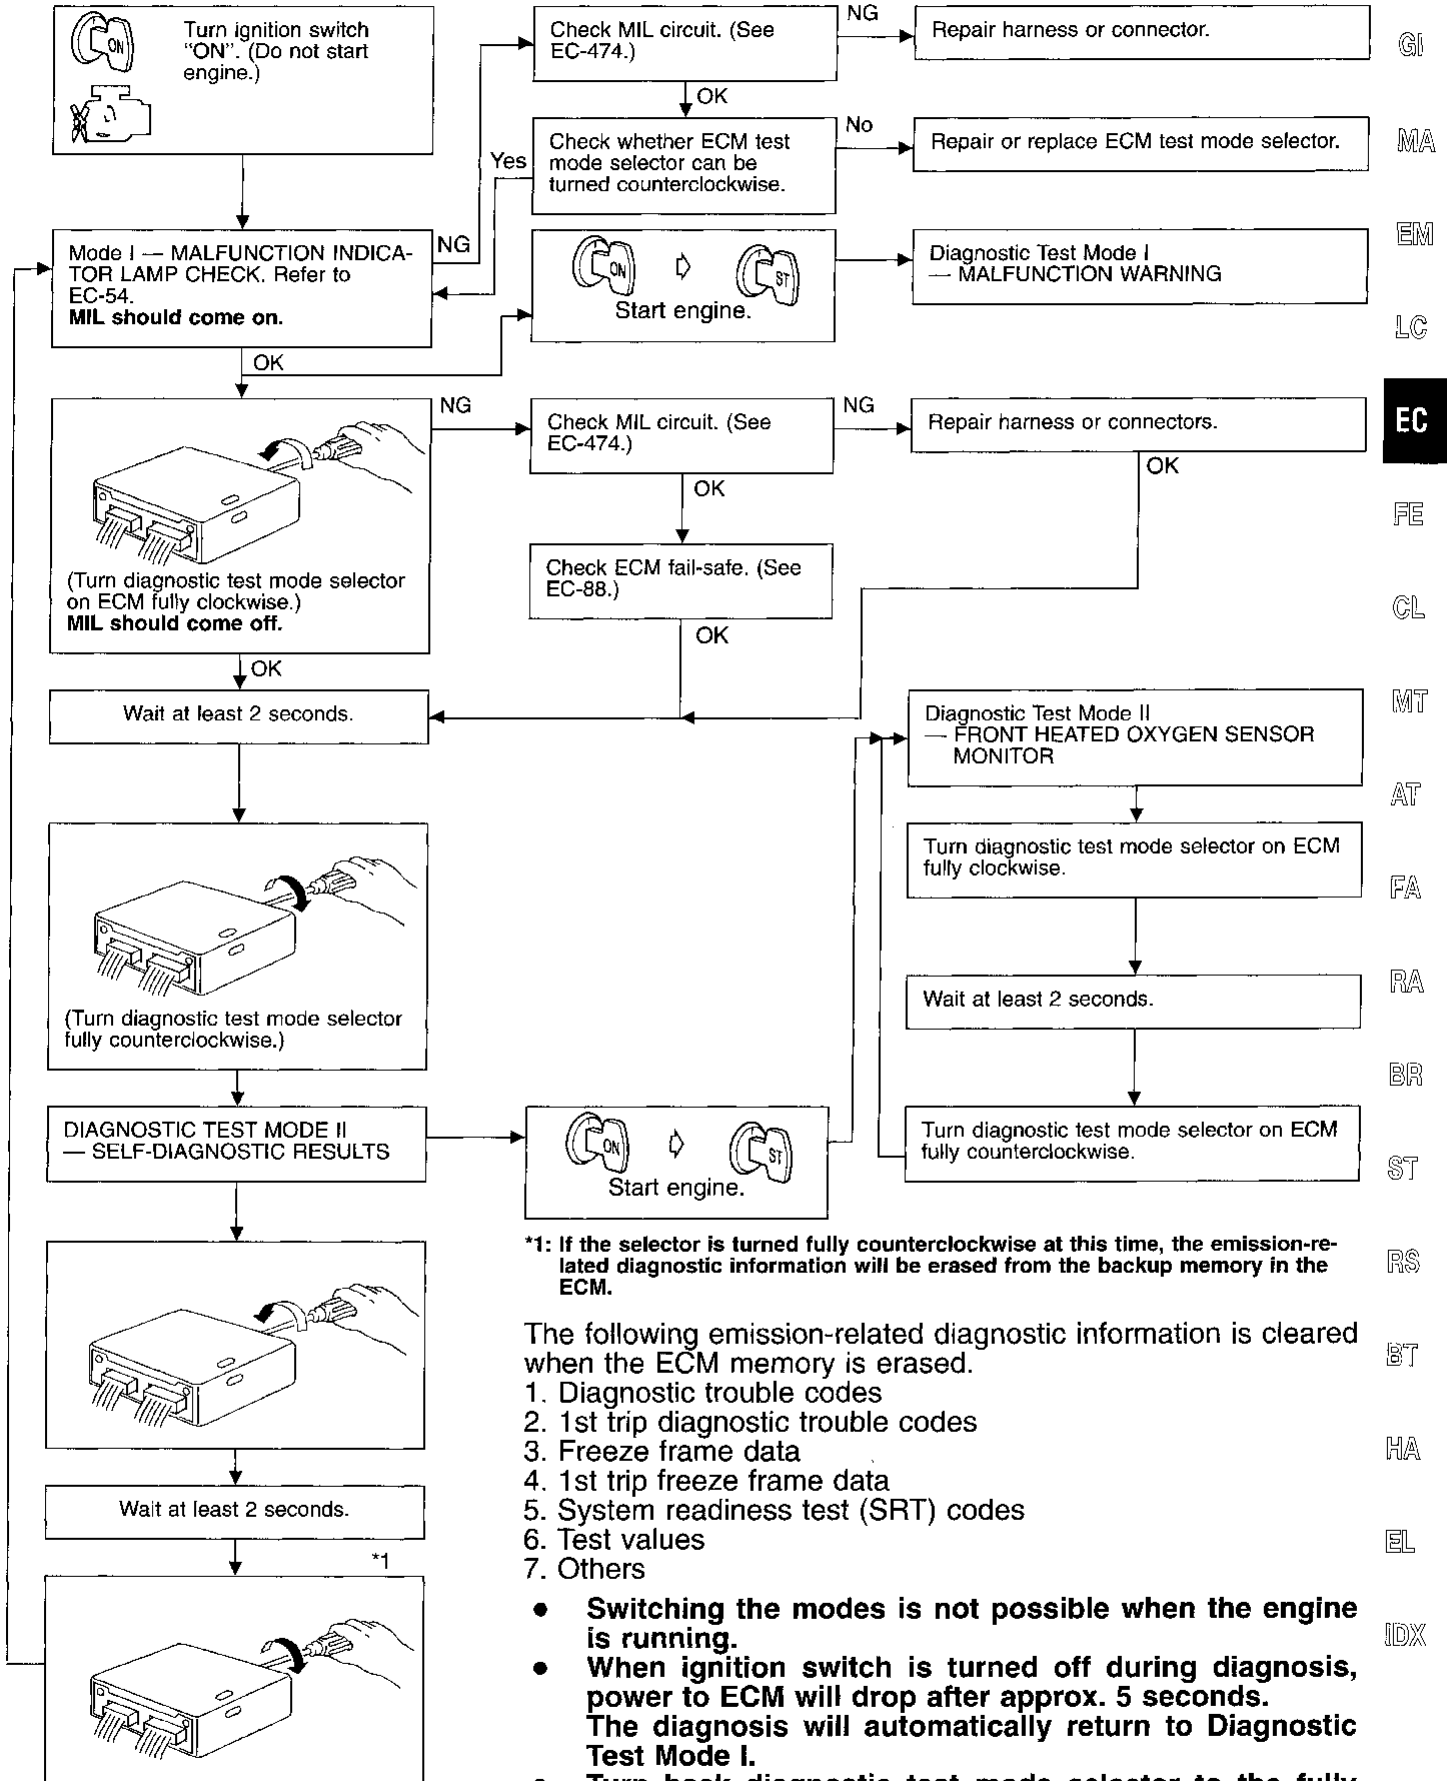 Turn ignition switch
"ON". (Do not start
engine.)
ON
Check MIL circuit. (See
EC-474.)
NG
Repair harness or connector.
OK
Check whether ECM test
mode selector can be
turned counterclockwise.
No
Repair or replace ECM test mode selector.
Yes
Mode I — MALFUNCTION INDICA-
TOR LAMP CHECK. Refer to
EC-54.
MIL should come on.
NG
ON
ST
Start engine.
Diagnostic Test Mode I
— MALFUNCTION WARNING
OK
(Turn diagnostic test mode selector
on ECM fully clockwise.)
MIL should come off.
NG
Check MIL circuit. (See
EC-474.)
NG
Repair harness or connectors.
OK
OK
Check ECM fail-safe. (See
EC-88.)
OK
OK
Wait at least 2 seconds.
(Turn diagnostic test mode selector
fully counterclockwise.)
DIAGNOSTIC TEST MODE II
— SELF-DIAGNOSTIC RESULTS
ON
ST
Start engine.
Diagnostic Test Mode II
— FRONT HEATED OXYGEN SENSOR
MONITOR
Turn diagnostic test mode selector on ECM
fully clockwise.
Wait at least 2 seconds.
Turn diagnostic test mode selector on ECM
fully counterclockwise.
Wait at least 2 seconds.
*1
*1: If the selector is turned fully counterclockwise at this time, the emission-re-
lated diagnostic information will be erased from the backup memory in the
ECM.
The following emission-related diagnostic information is cleared
when the ECM memory is erased.
1. Diagnostic trouble codes
2. 1st trip diagnostic trouble codes
3. Freeze frame data
4. 1st trip freeze frame data
5. System readiness test (SRT) codes
6. Test values
7. Others
● Switching the modes is not possible when the engine
is running.
● When ignition switch is turned off during diagnosis,
power to ECM will drop after approx. 5 seconds.
The diagnosis will automatically return to Diagnostic
Test Mode I.
● Turn back diagnostic test mode selector to the fully
GI
MA
EM
LC
EC
FE
CL
MT
AT
FA
RA
BR
ST
RS
BT
HA
EL
IDX